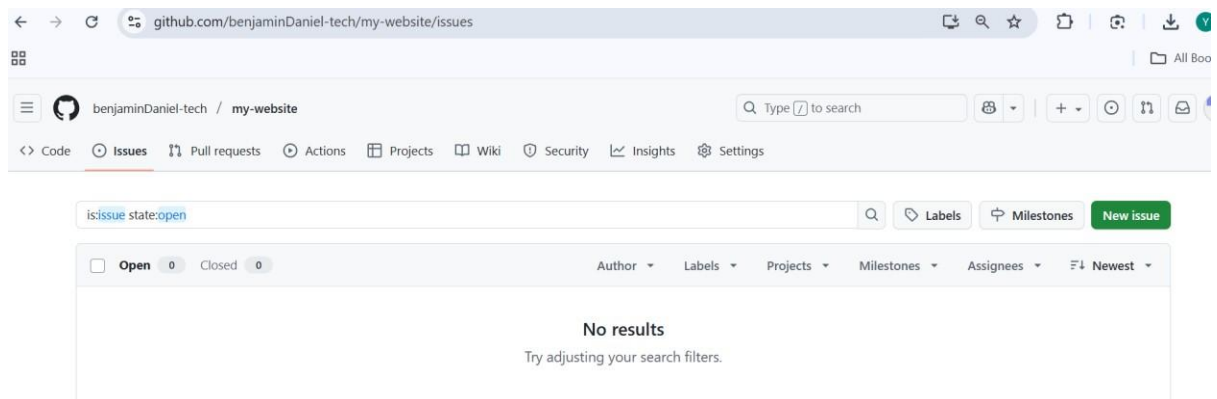 github.com/benjaminDaniel-tech/my-website/issues
All Boo
benjaminDaniel-tech / my-website
Type / to search
Code Issues Pull requests Actions Projects Wiki Security Insights Settings
is:issue state:open
Labels Milestones New issue
Open 0 Closed 0 Author Labels Projects Milestones Assignees Newest
No results
Try adjusting your search filters.